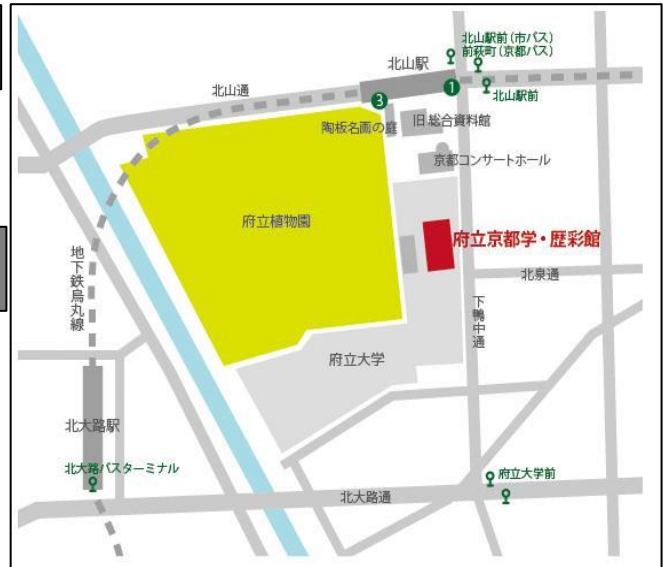 北山駅前(市バス)
前萩町(京都バス)
北山駅
北山通
1
3
北山駅前
陶板名画の庭
旧 総合資料館
京都コンサートホール
府立植物園
府立京都学・歴彩館
地下鉄烏丸線
北泉通
下鴨中通
府立大学
北大路駅
北大路バスターミナル
府立大学前
北大路通